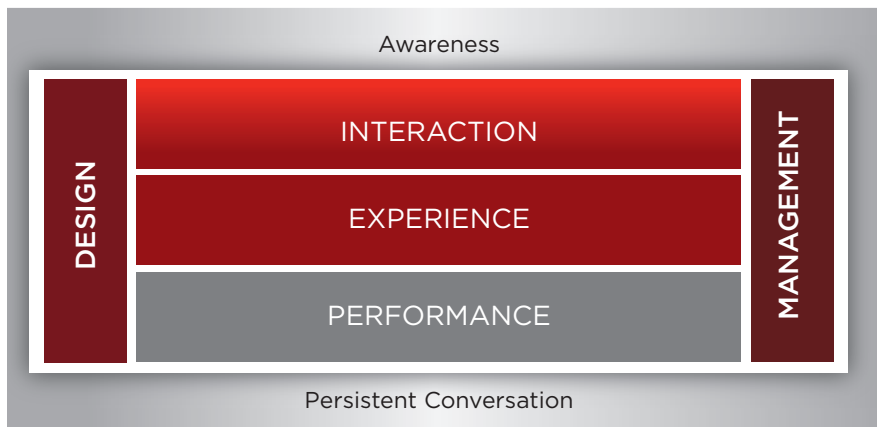 Awareness
DESIGN
INTERACTION
EXPERIENCE
PERFORMANCE
MANAGEMENT
Persistent Conversation